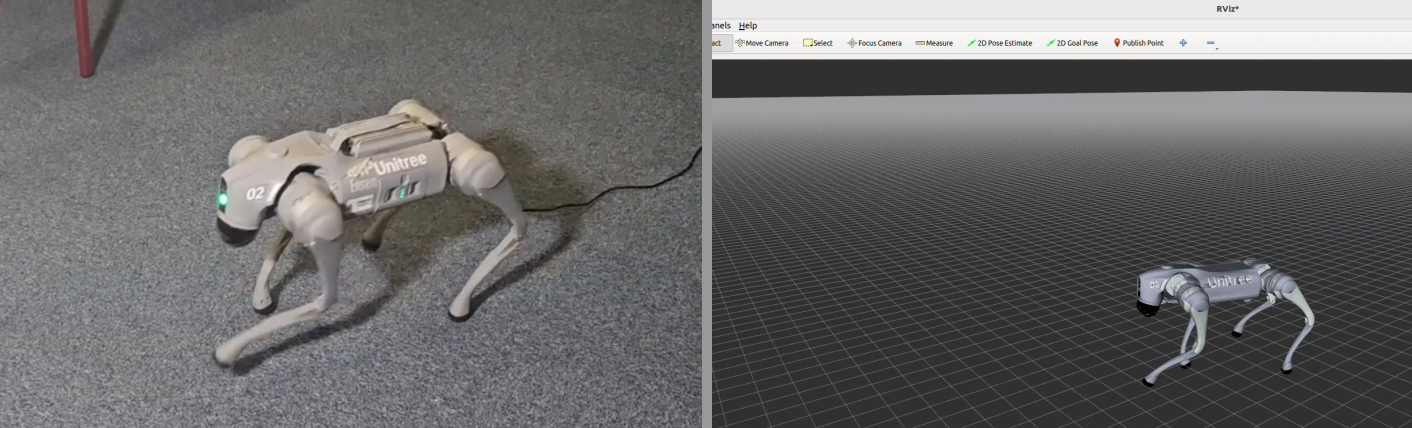 02
Unitree
RViz*
anels Help
act Move Camera Select Focus Camera Measure 2D Pose Estimate 2D Goal Pose Publish Point
02
Unitree